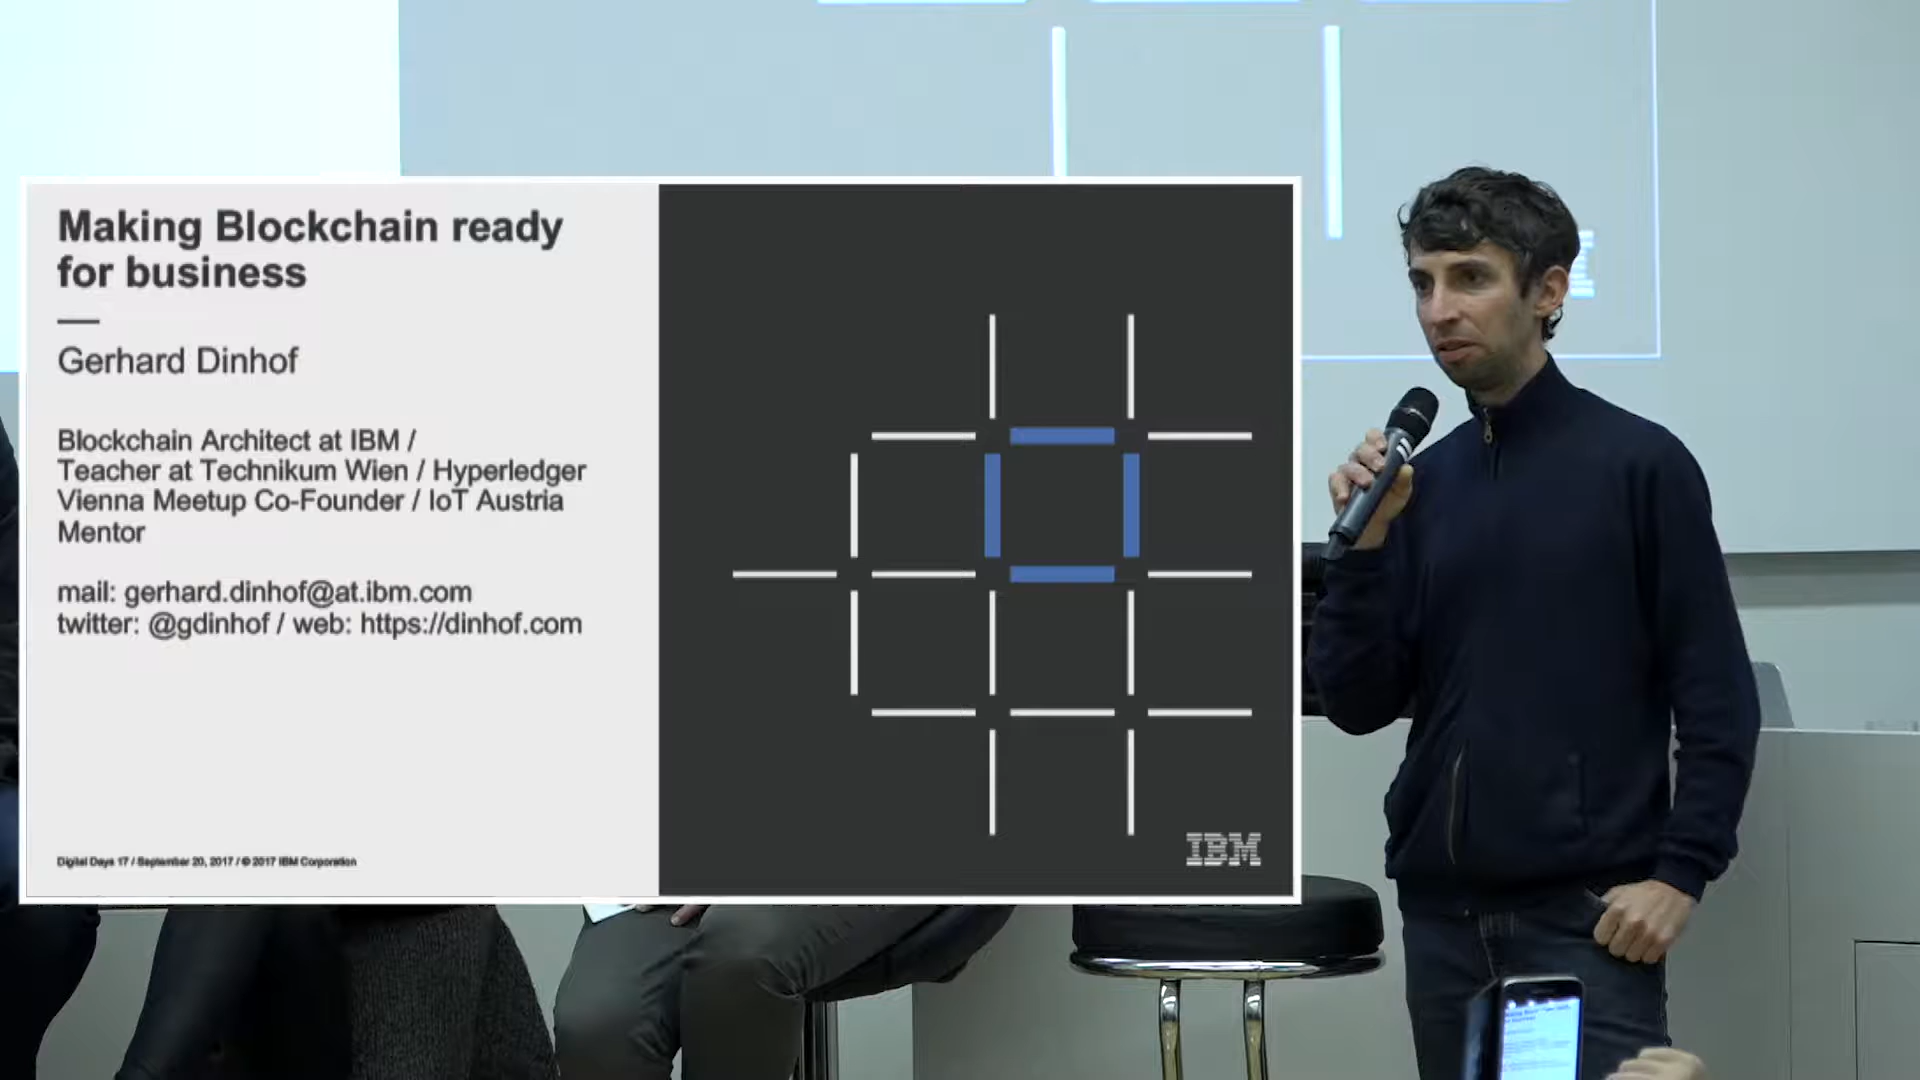 Making Blockchain ready
for business
Gerhard Dinhof
Blockchain Architect at IBM /
Teacher at Technikum Wien / Hyperledger
Vienna Meetup Co-Founder / IoT Austria
Mentor
mail: gerhard.dinhof@at.ibm.com
twitter: @gdinhof / web: https://dinhof.com
Digital Days 17 / September 20, 2017 / © 2017 IBM Corporation
IBM